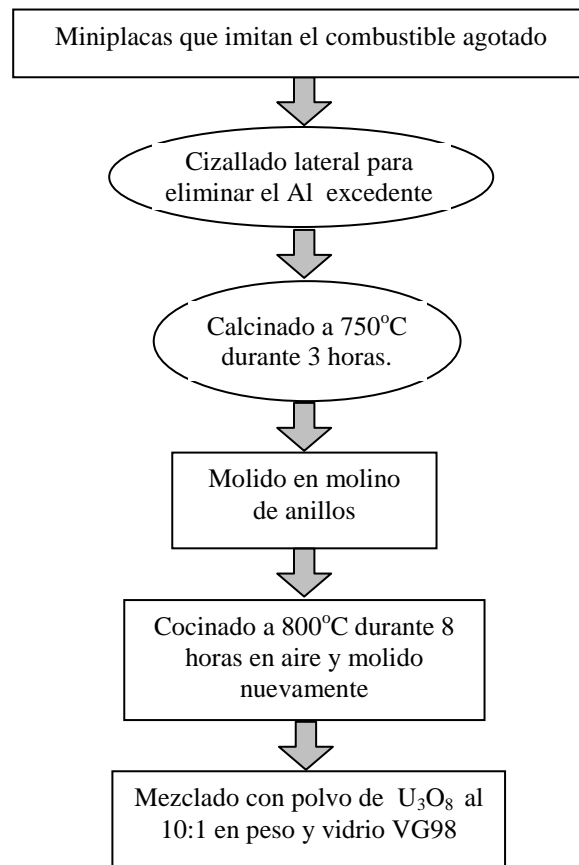 Miniplacas que imitan el combustible agotado
Cizallado lateral para
eliminar el Al excedente
Calcinado a 750°C
durante 3 horas.
Molido en molino
de anillos
Cocinado a 800°C durante 8
horas en aire y molido
nuevamente
Mezclado con polvo de U₃O₈ al
10:1 en peso y vidrio VG98